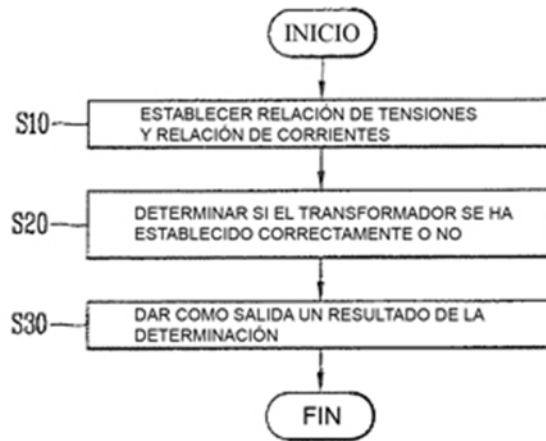 INICIO
S10
ESTABLECER RELACIÓN DE TENSIONES
Y RELACIÓN DE CORRIENTES
S20
DETERMINAR SI EL TRANSFORMADOR SE HA
ESTABLECIDO CORRECTAMENTE O NO
S30
DAR COMO SALIDA UN RESULTADO DE LA
DETERMINACIÓN
FIN